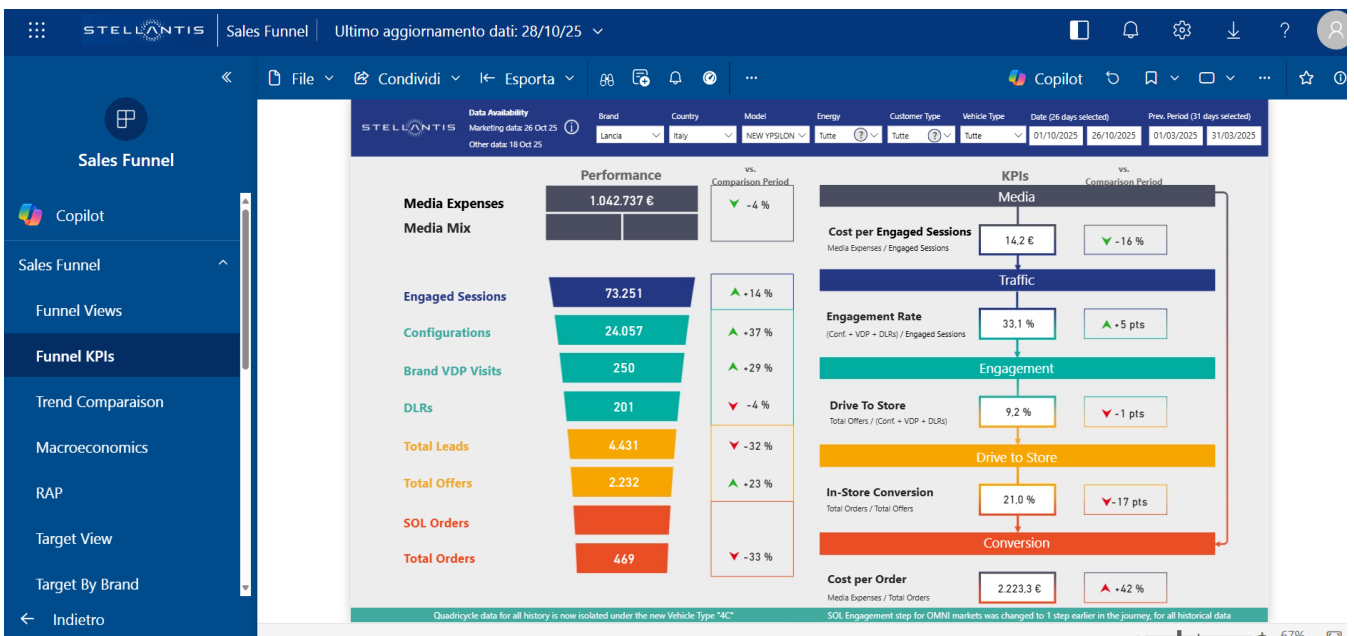 STELLANTIS Sales Funnel Ultimo aggiornamento dati: 28/10/25
File Condividi Esporta ... Copilot ...
Sales Funnel
Copilot
Sales Funnel
Funnel Views
Funnel KPIs
Trend Comparaison
Macroeconomics
RAP
Target View
Target By Brand
Indietro
STELLANTIS
Data Availability
Marketing data: 26 Oct 25
Other data: 18 Oct 25
Brand Country Model Energy Customer Type Vehicle Type Date (26 days selected) Prev. Period (31 days selected)
Lancia Italy NEW YPSILON Tutte Tutte Tutte 01/10/2025 26/10/2025 01/03/2025 31/03/2025
Performance vs. Comparison Period
Media Expenses 1.042.737 € -4 %
Media Mix
Engaged Sessions 73.251 +14 %
Configurations 24.057 +37 %
Brand VDP Visits 250 +29 %
DLRs 201 -4 %
Total Leads 4.431 -32 %
Total Offers 2.232 +23 %
SOL Orders
Total Orders 469 -33 %
KPIs vs. Comparison Period
Media
Cost per Engaged Sessions 14,2 € -16 %
Media Expenses / Engaged Sessions
Traffic
Engagement Rate 33,1 % +5 pts
(Conf. + VDP + DLRs) / Engaged Sessions
Engagement
Drive To Store 9,2 % -1 pts
Total Offers / (Conf. + VDP + DLRs)
Drive to Store
In-Store Conversion 21,0 % -17 pts
Total Orders / Total Offers
Conversion
Cost per Order 2.223,3 € +42 %
Media Expenses / Total Orders
Quadricycle data for all history is now isolated under the new Vehicle Type "4C"
SOL Engagement step for OMNI markets was changed to 1 step earlier in the journey, for all historical data
67%